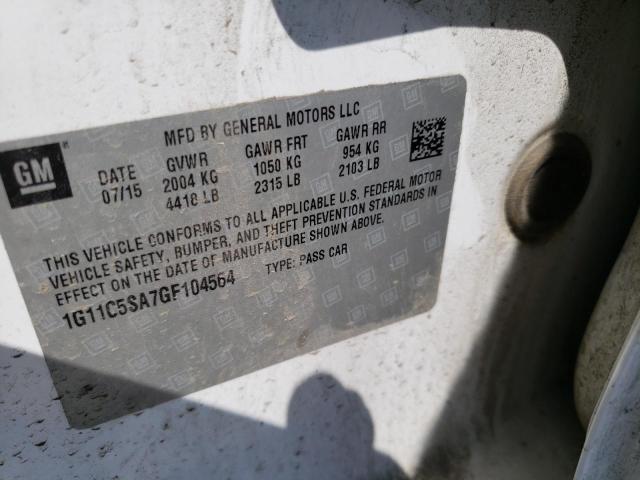 MFD BY GENERAL MOTORS LLC
GM
DATE GVWR GAWR FRT GAWR RR
07/15 2004 KG 1050 KG 954 KG
4418 LB 2315 LB 2103 LB
THIS VEHICLE CONFORMS TO ALL APPLICABLE U.S. FEDERAL MOTOR
VEHICLE SAFETY, BUMPER, AND THEFT PREVENTION STANDARDS IN
EFFECT ON THE DATE OF MANUFACTURE SHOWN ABOVE.
1G11C5SA7GF104564 TYPE: PASS CAR